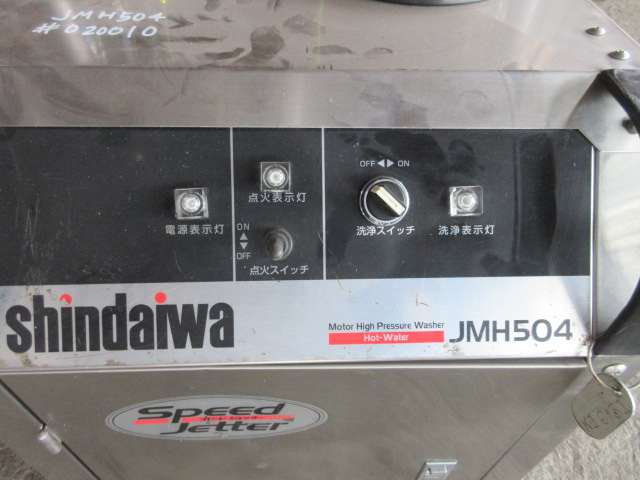 JMH504
#020010
OFF ◀▶ ON
点火表示灯
電源表示灯
洗浄スイッチ
洗浄表示灯
ON
▲
▼
OFF
点火スイッチ
shindaiwa
Motor High Pressure Washer
Hot-Water
JMH504
Speed
Jetter